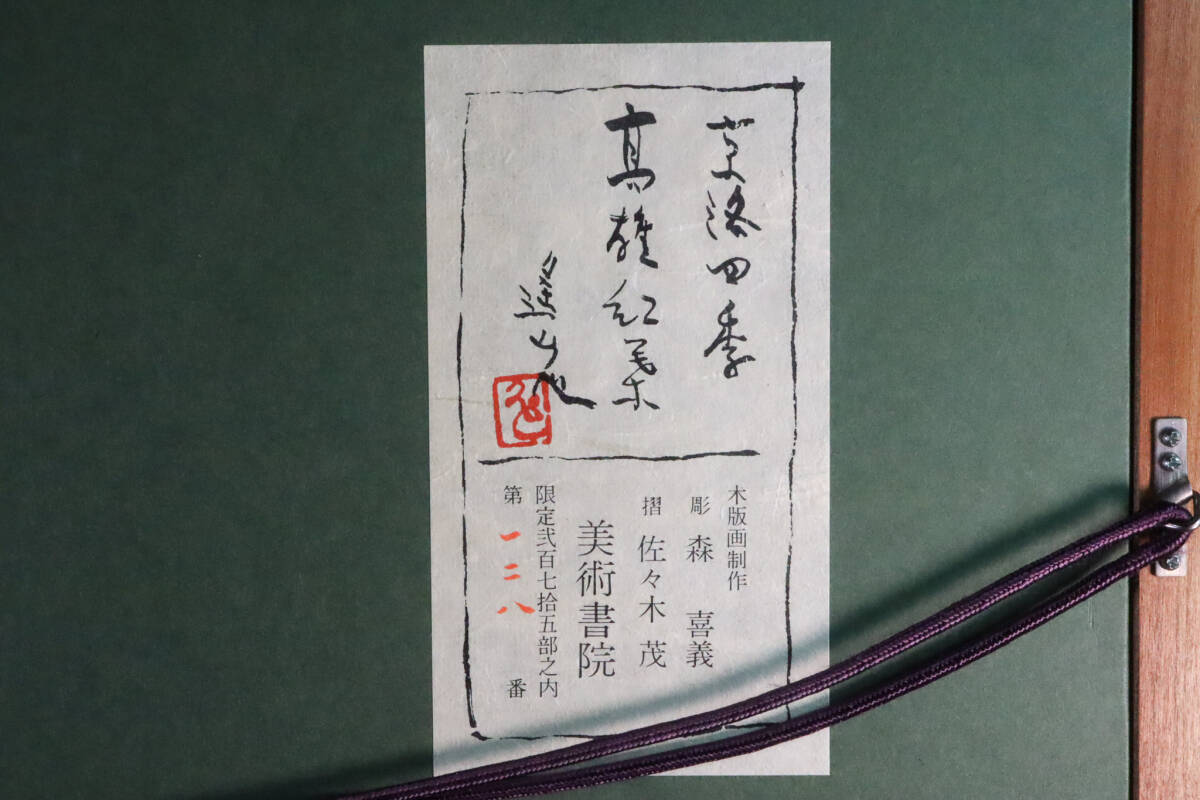 京洛四季
高雄紅葉
木版画制作
彫 森 喜義
摺 佐々木 茂
美術書院
限定弐百七拾五部之内
第 一二八 番